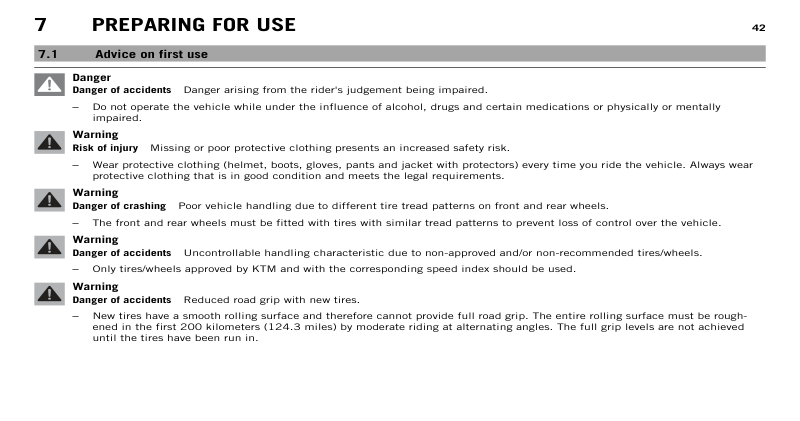 7 PREPARING FOR USE 42
7.1 Advice on first use
Danger
Danger of accidents Danger arising from the rider's judgement being impaired.
– Do not operate the vehicle while under the influence of alcohol, drugs and certain medications or physically or mentally
impaired.
Warning
Risk of injury Missing or poor protective clothing presents an increased safety risk.
– Wear protective clothing (helmet, boots, gloves, pants and jacket with protectors) every time you ride the vehicle. Always wear
protective clothing that is in good condition and meets the legal requirements.
Warning
Danger of crashing Poor vehicle handling due to different tire tread patterns on front and rear wheels.
– The front and rear wheels must be fitted with tires with similar tread patterns to prevent loss of control over the vehicle.
Warning
Danger of accidents Uncontrollable handling characteristic due to non-approved and/or non-recommended tires/wheels.
– Only tires/wheels approved by KTM and with the corresponding speed index should be used.
Warning
Danger of accidents Reduced road grip with new tires.
– New tires have a smooth rolling surface and therefore cannot provide full road grip. The entire rolling surface must be rough-
ened in the first 200 kilometers (124.3 miles) by moderate riding at alternating angles. The full grip levels are not achieved
until the tires have been run in.